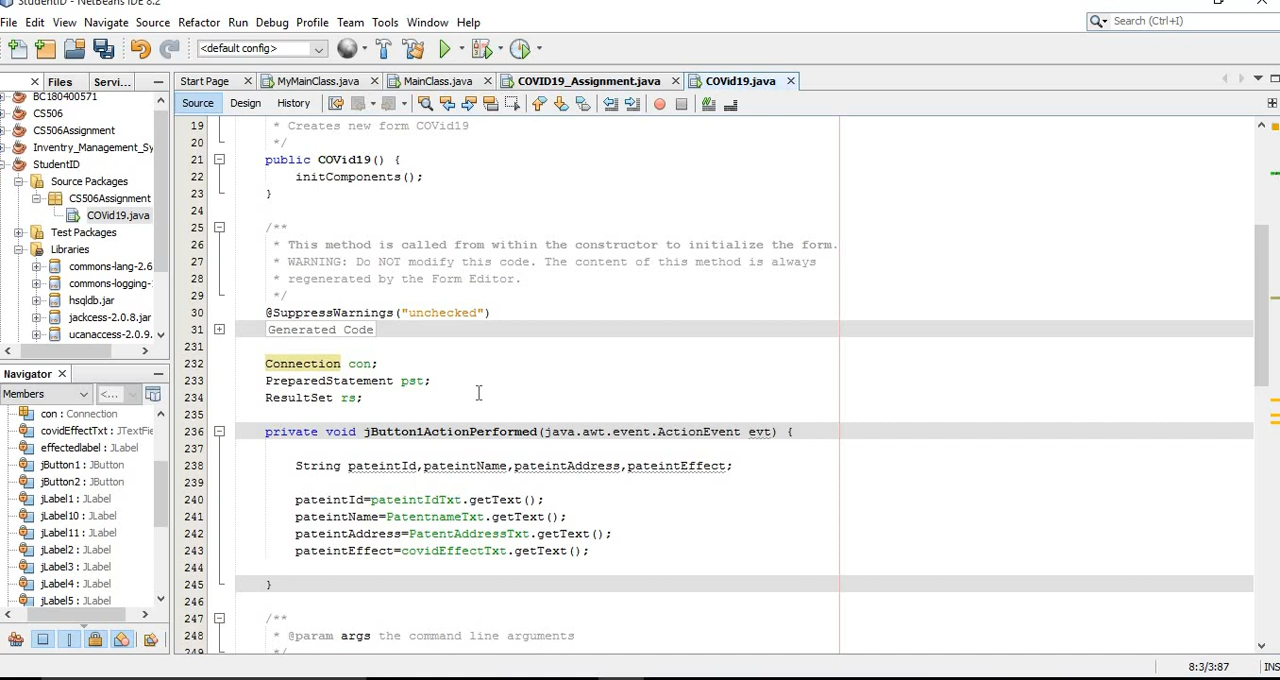 StudentID - NetBeans IDE 8.2
File Edit View Navigate Source Refactor Run Debug Profile Team Tools Window Help
Search (Ctrl+I)
<default config>
Files Servi...
Start Page MyMainClass.java MainClass.java COVID19_Assignment.java COVid19.java
BC180400571
CS506
CS506Assignment
Inventry_Management_Sy
StudentID
Source Packages
CS506Assignment
COVid19.java
Test Packages
Libraries
commons-lang-2.6
commons-logging-
hsqldb.jar
jackcess-2.0.8.jar
ucanaccess-2.0.9.
Navigator
Members <...
con : Connection
covidEffectTxt : JTextFie
effectedlabel : JLabel
jButton1 : JButton
jButton2 : JButton
jLabel1 : JLabel
jLabel10 : JLabel
jLabel11 : JLabel
jLabel2 : JLabel
jLabel3 : JLabel
jLabel4 : JLabel
jLabel5 : JLabel
Source Design History
19 * Creates new form COVid19
20 */
21 public COVid19() {
22 initComponents();
23 }
24
25 /**
26 * This method is called from within the constructor to initialize the form.
27 * WARNING: Do NOT modify this code. The content of this method is always
28 * regenerated by the Form Editor.
29 */
30 @SuppressWarnings("unchecked")
31 Generated Code
231
232 Connection con;
233 PreparedStatement pst;
234 ResultSet rs;
235
236 private void jButton1ActionPerformed(java.awt.event.ActionEvent evt) {
237
238 String pateintId,pateintName,pateintAddress,pateintEffect;
239
240 pateintId=pateintIdTxt.getText();
241 pateintName=PatentnameTxt.getText();
242 pateintAddress=PatentAddressTxt.getText();
243 pateintEffect=covidEffectTxt.getText();
244
245 }
246
247 /**
248 * @param args the command line arguments
249 */
8:3/3:87 INS